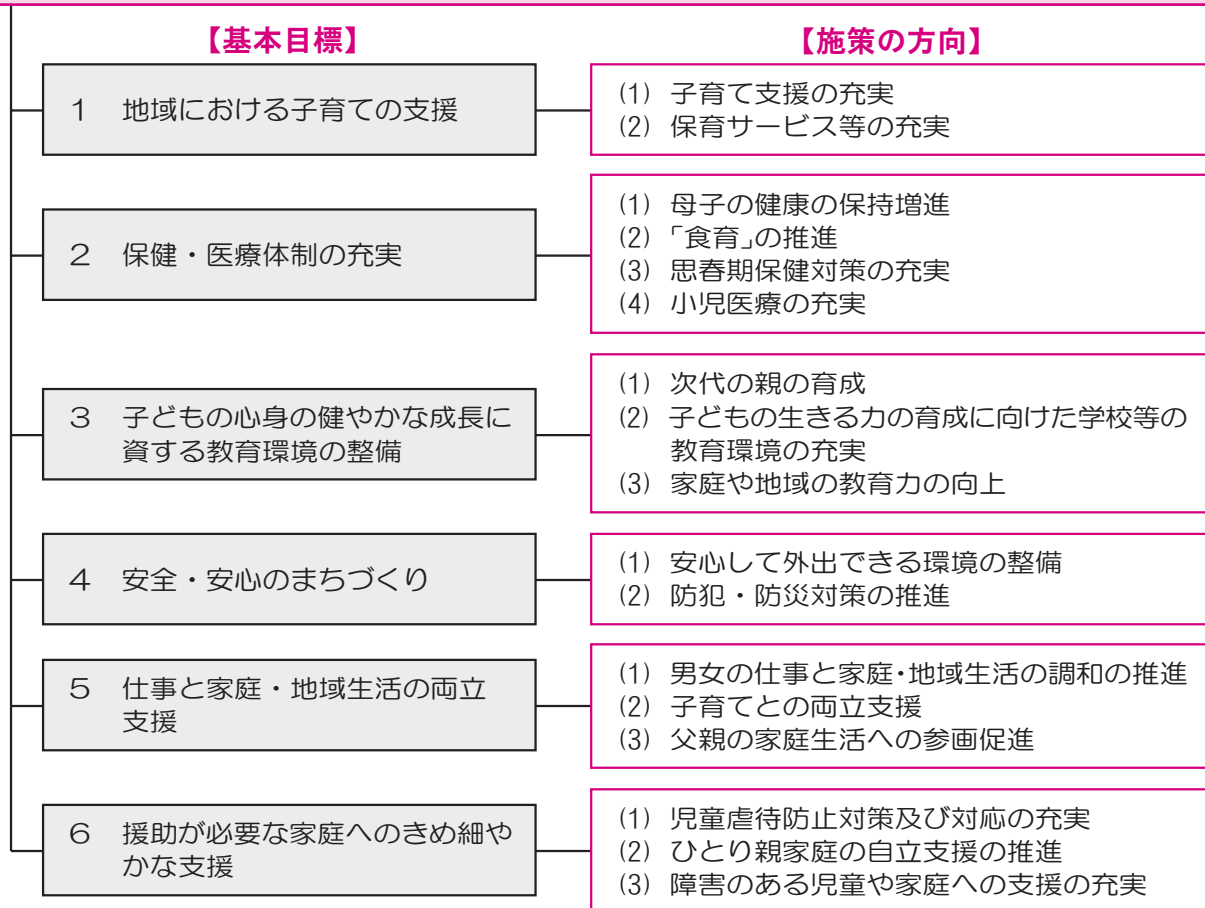 【基本目標】
【施策の方向】
1 地域における子育ての支援
(1) 子育て支援の充実
(2) 保育サービス等の充実
2 保健・医療体制の充実
(1) 母子の健康の保持増進
(2) 「食育」の推進
(3) 思春期保健対策の充実
(4) 小児医療の充実
3 子どもの心身の健やかな成長に
資する教育環境の整備
(1) 次代の親の育成
(2) 子どもの生きる力の育成に向けた学校等の
教育環境の充実
(3) 家庭や地域の教育力の向上
4 安全・安心のまちづくり
(1) 安心して外出できる環境の整備
(2) 防犯・防災対策の推進
5 仕事と家庭・地域生活の両立
支援
(1) 男女の仕事と家庭・地域生活の調和の推進
(2) 子育てとの両立支援
(3) 父親の家庭生活への参画促進
6 援助が必要な家庭へのきめ細や
かな支援
(1) 児童虐待防止対策及び対応の充実
(2) ひとり親家庭の自立支援の推進
(3) 障害のある児童や家庭への支援の充実